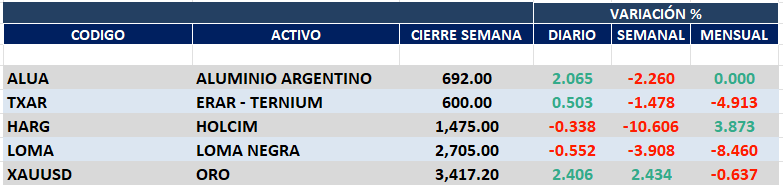 VARIACIÓN %
CODIGO ACTIVO CIERRE SEMANA DIARIO SEMANAL MENSUAL
ALUA ALUMINIO ARGENTINO 692.00 2.065 -2.260 0.000
TXAR ERAR - TERNIUM 600.00 0.503 -1.478 -4.913
HARG HOLCIM 1,475.00 -0.338 -10.606 3.873
LOMA LOMA NEGRA 2,705.00 -0.552 -3.908 -8.460
XAUUSD ORO 3,417.20 2.406 2.434 -0.637